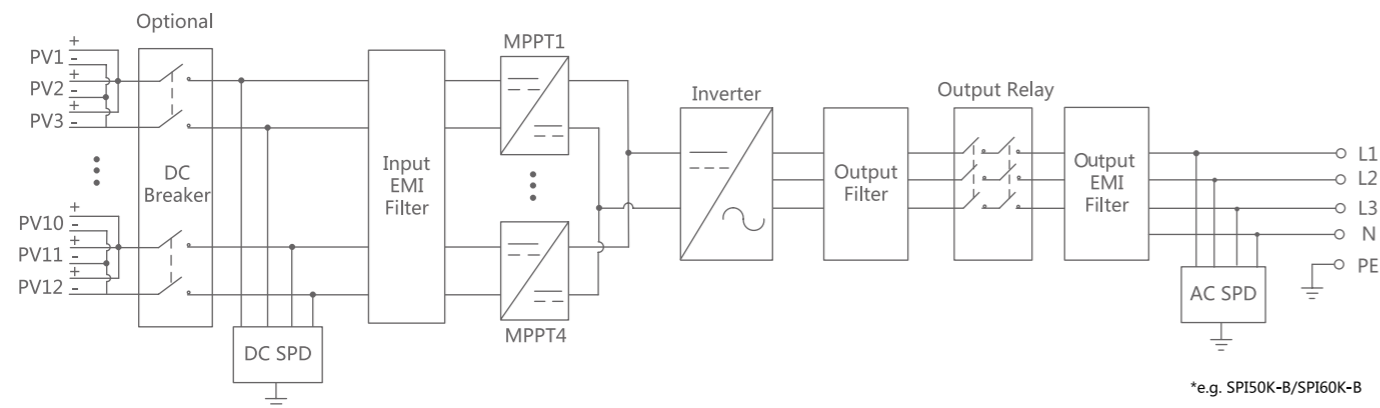 Optional
+
PV1
-
+
PV2
-
+
PV3
-
DC
Breaker
+
PV10
-
+
PV11
-
+
PV12
-
DC SPD
Input
EMI
Filter
MPPT1
MPPT4
Inverter
Output
Filter
Output Relay
Output
EMI
Filter
L1
L2
L3
N
PE
AC SPD
*e.g. SPI50K-B/SPI60K-B